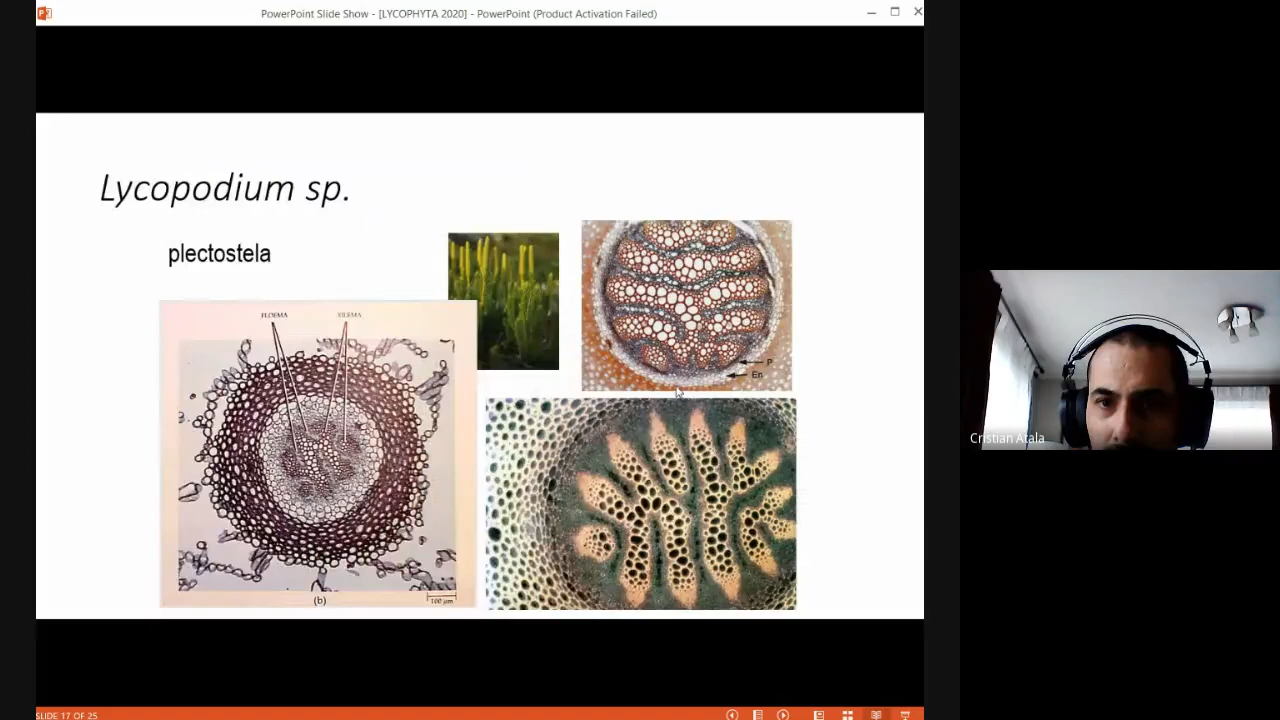 PowerPoint Slide Show - [LYCOPHYTA 2020] - PowerPoint (Product Activation Failed)
Lycopodium sp.
plectostela
FLOEMA
XILEMA
P
En
(b)
100 µm
Cristian Atala
SLIDE 17 OF 25